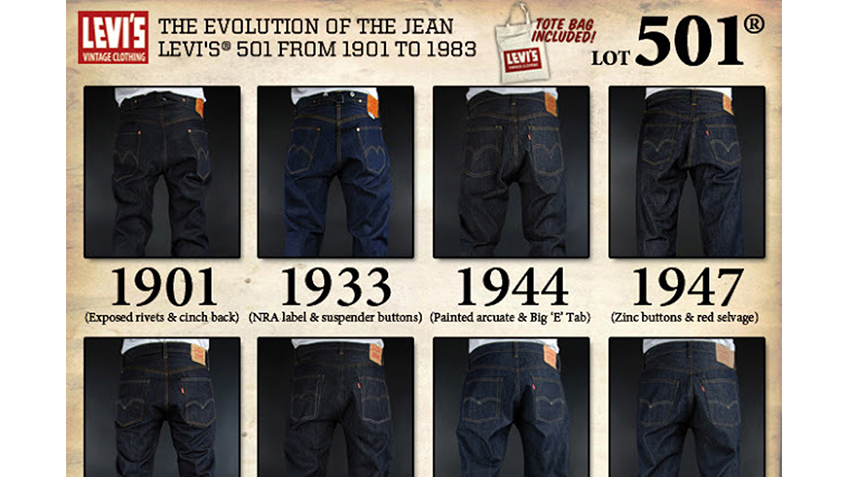 LEVI'S
VINTAGE CLOTHING
THE EVOLUTION OF THE JEAN
LEVI'S® 501 FROM 1901 TO 1983
LEVI'S
VINTAGE CLOTHING
TOTE BAG
INCLUDED!
LOT 501®
1901
(Exposed rivets & cinch back)
1933
(NRA label & suspender buttons)
1944
(Painted arcuate & Big 'E' Tab)
1947
(Zinc buttons & red selvage)